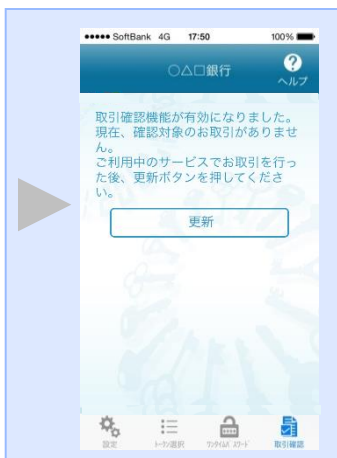 SoftBank 4G 17:50 100%
○△□銀行
ヘルプ
取引確認機能が有効になりました。
現在、確認対象のお取引がありませ
ん。
ご利用中のサービスでお取引を行っ
た後、更新ボタンを押してくださ
い。
更新
設定 トークン選択 ワンタイムパスワード 取引確認